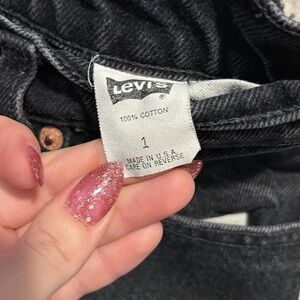 LEVI'S
®
100% COTTON
1
MADE IN U.S.A.
CARE ON REVERSE